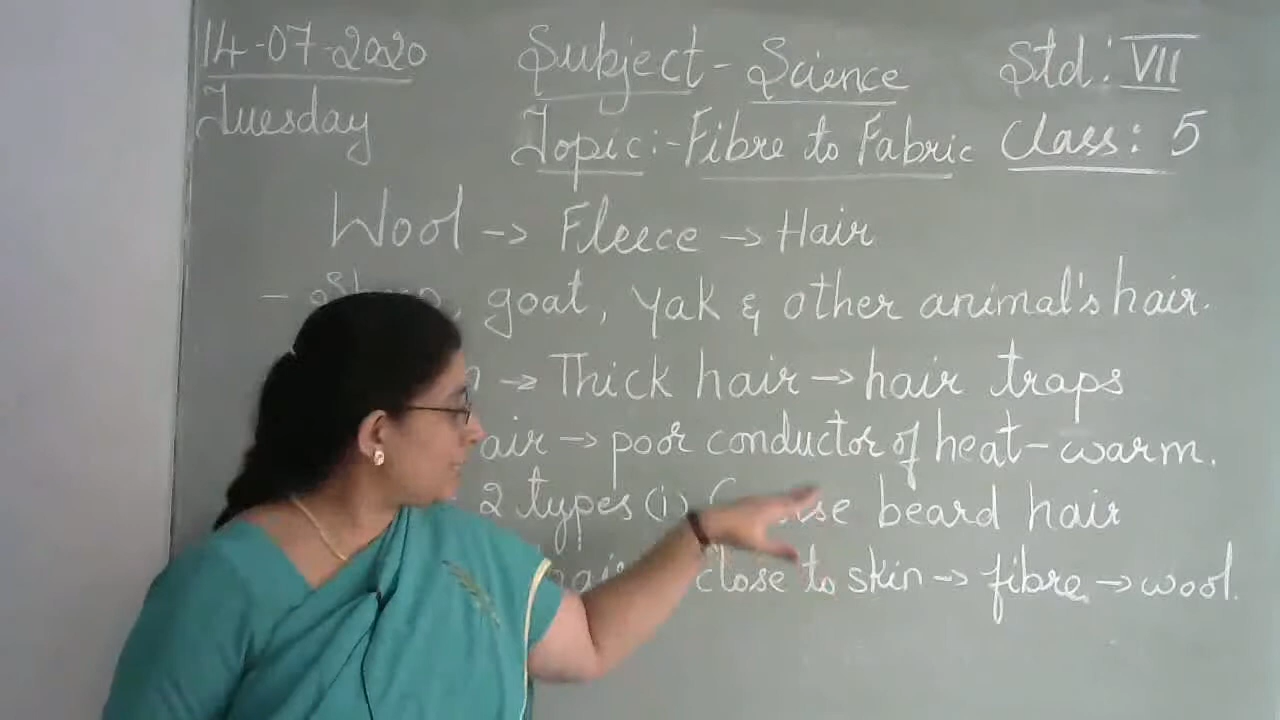 14-07-2020 Subject - Science Std: VII
Tuesday Topic:- Fibre to Fabric Class: 5
Wool -> Fleece -> Hair
- goat, yak & other animal's hair.
-> Thick hair -> hair traps
air -> poor conductor of heat - warm.
2 types (i) beard hair
close to skin -> fibre -> wool.